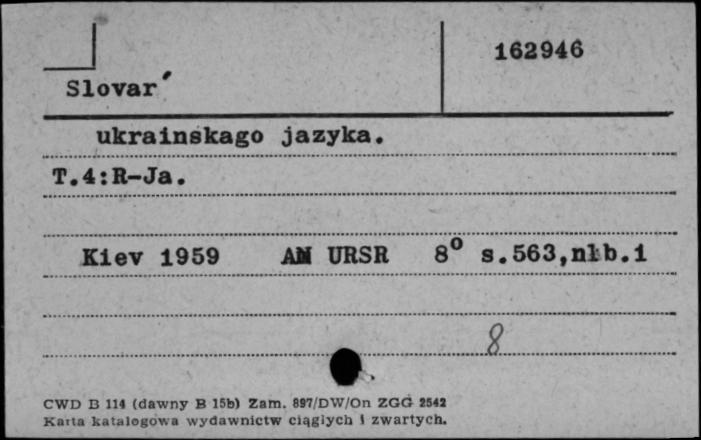 162946
Slovar´
ukrainskago jazyka.
T.4:R-Ja.
Kiev 1959 AN URSR 8⁰ s.563,nlb.1
8
CWD B 114 (dawny B 15b) Zam. 897/DW/On ZGG 2542
Karta katalogowa wydawnictw ciągłych i zwartych.